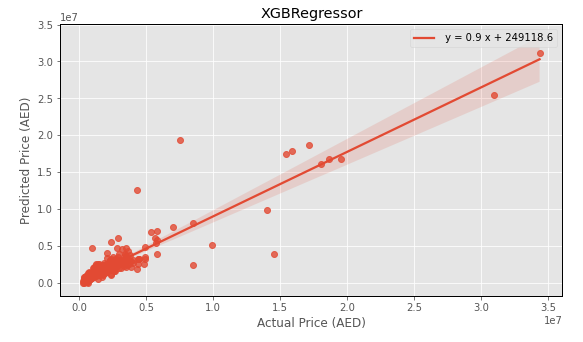 XGBRegressor
1e7
y = 0.9 x + 249118.6
3.5
3.0
2.5
2.0
1.5
1.0
0.5
0.0
Predicted Price (AED)
0.0 0.5 1.0 1.5 2.0 2.5 3.0 3.5
1e7
Actual Price (AED)